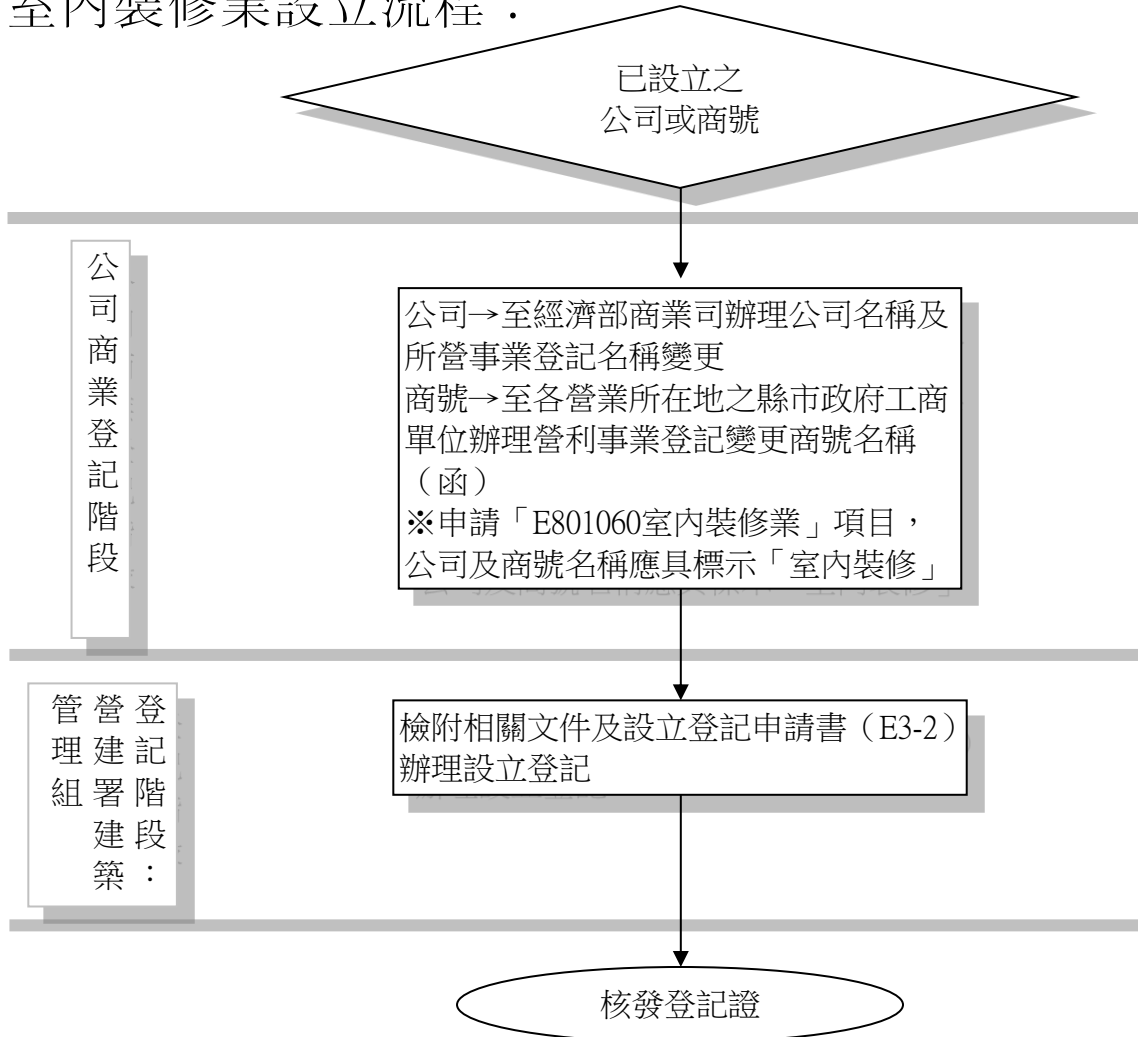 室內裝修業設立流程：
已設立之
公司或商號
公司商業登記階段
公司→至經濟部商業司辦理公司名稱及
所營事業登記名稱變更
商號→至各營業所在地之縣市政府工商
單位辦理營利事業登記變更商號名稱
（函）
※申請「E801060室內裝修業」項目，
公司及商號名稱應具標示「室內裝修」
登記階段：
營建署建築
管理組
檢附相關文件及設立登記申請書（E3-2）
辦理設立登記
核發登記證